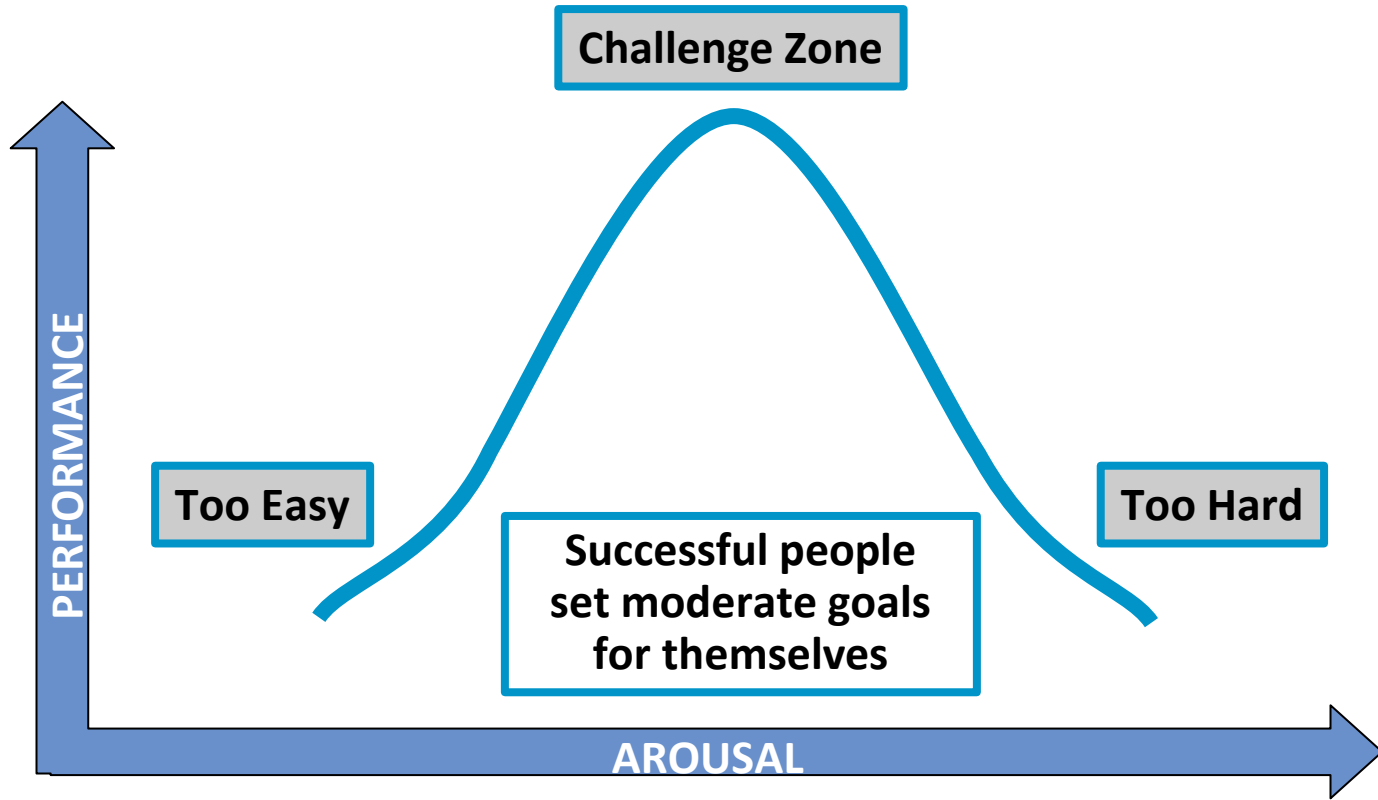 Challenge Zone
PERFORMANCE
Too Easy
Too Hard
Successful people
set moderate goals
for themselves
AROUSAL